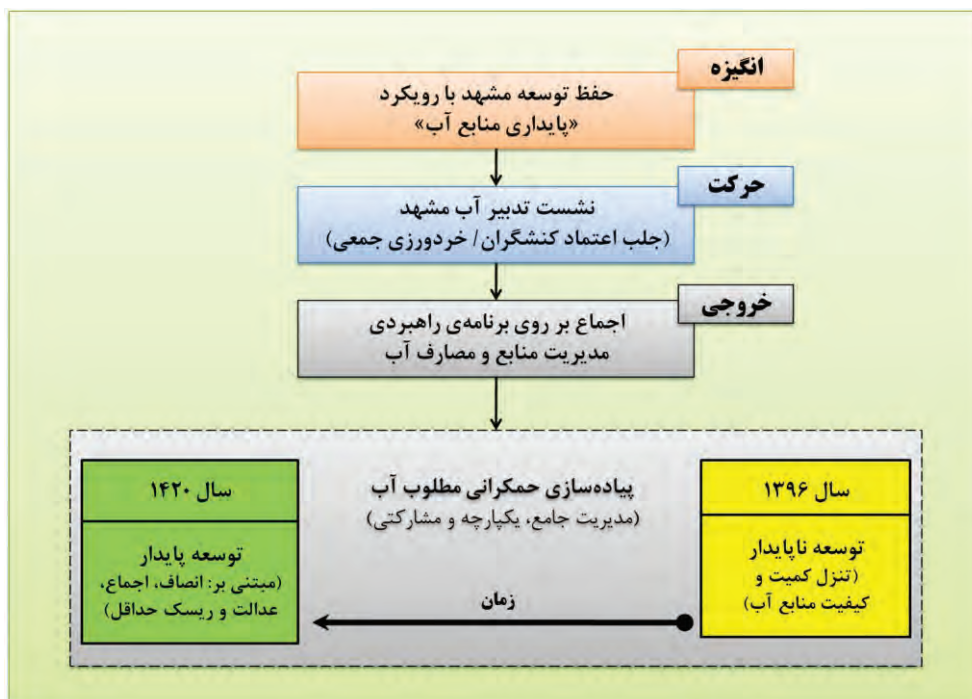 انگیزه
حفظ توسعه مشهد با رویکرد
«پایداری منابع آب»
حرکت
نشست تدبیر آب مشهد
(جلب اعتماد کنشگران/ خردورزی جمعی)
خروجی
اجماع بر روی برنامه‌ی راهبردی
مدیریت منابع و مصارف آب
سال ۱۳۹۶
توسعه ناپایدار
(تنزل کمیت و
کیفیت منابع آب)
پیاده‌سازی حمکرانی مطلوب آب
(مدیریت جامع، یکپارچه و مشارکتی)
زمان
سال ۱۴۲۰
توسعه پایدار
(مبتنی بر: انصاف، اجماع،
عدالت و ریسک حداقل)